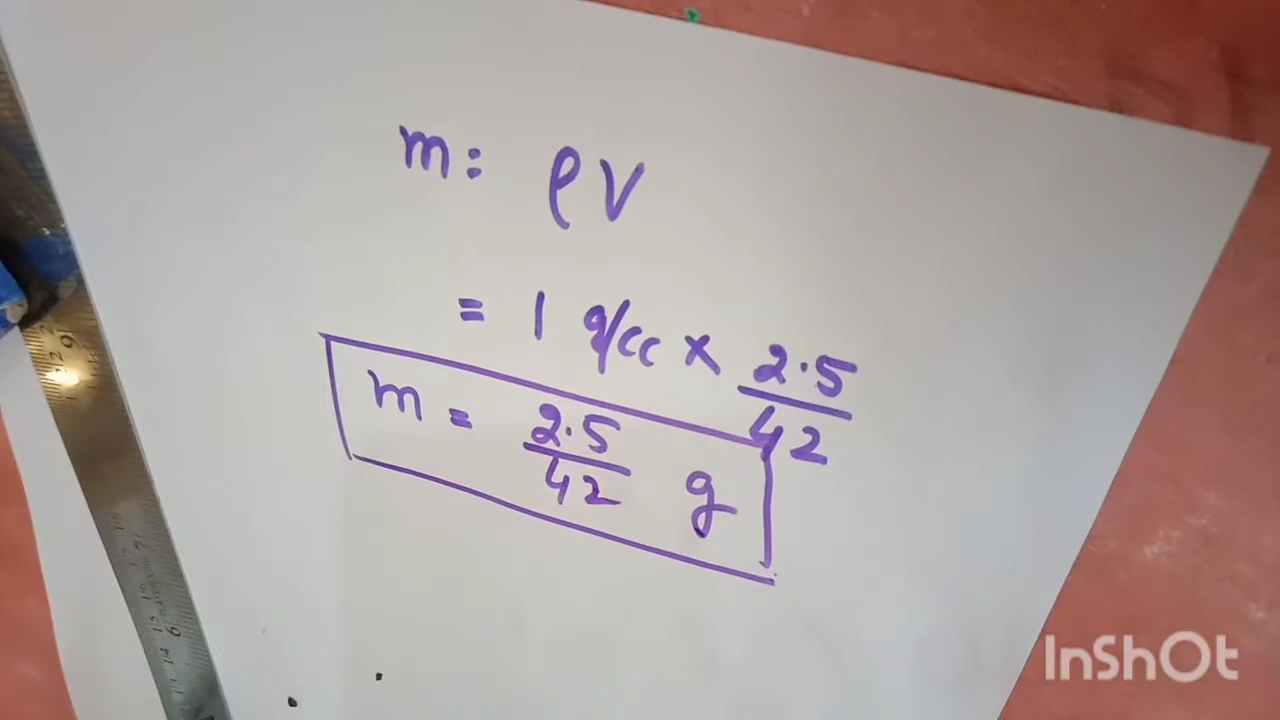 m: ρV
= 1 g/cc × 2.5/42
m = 2.5/42 g
InShOt